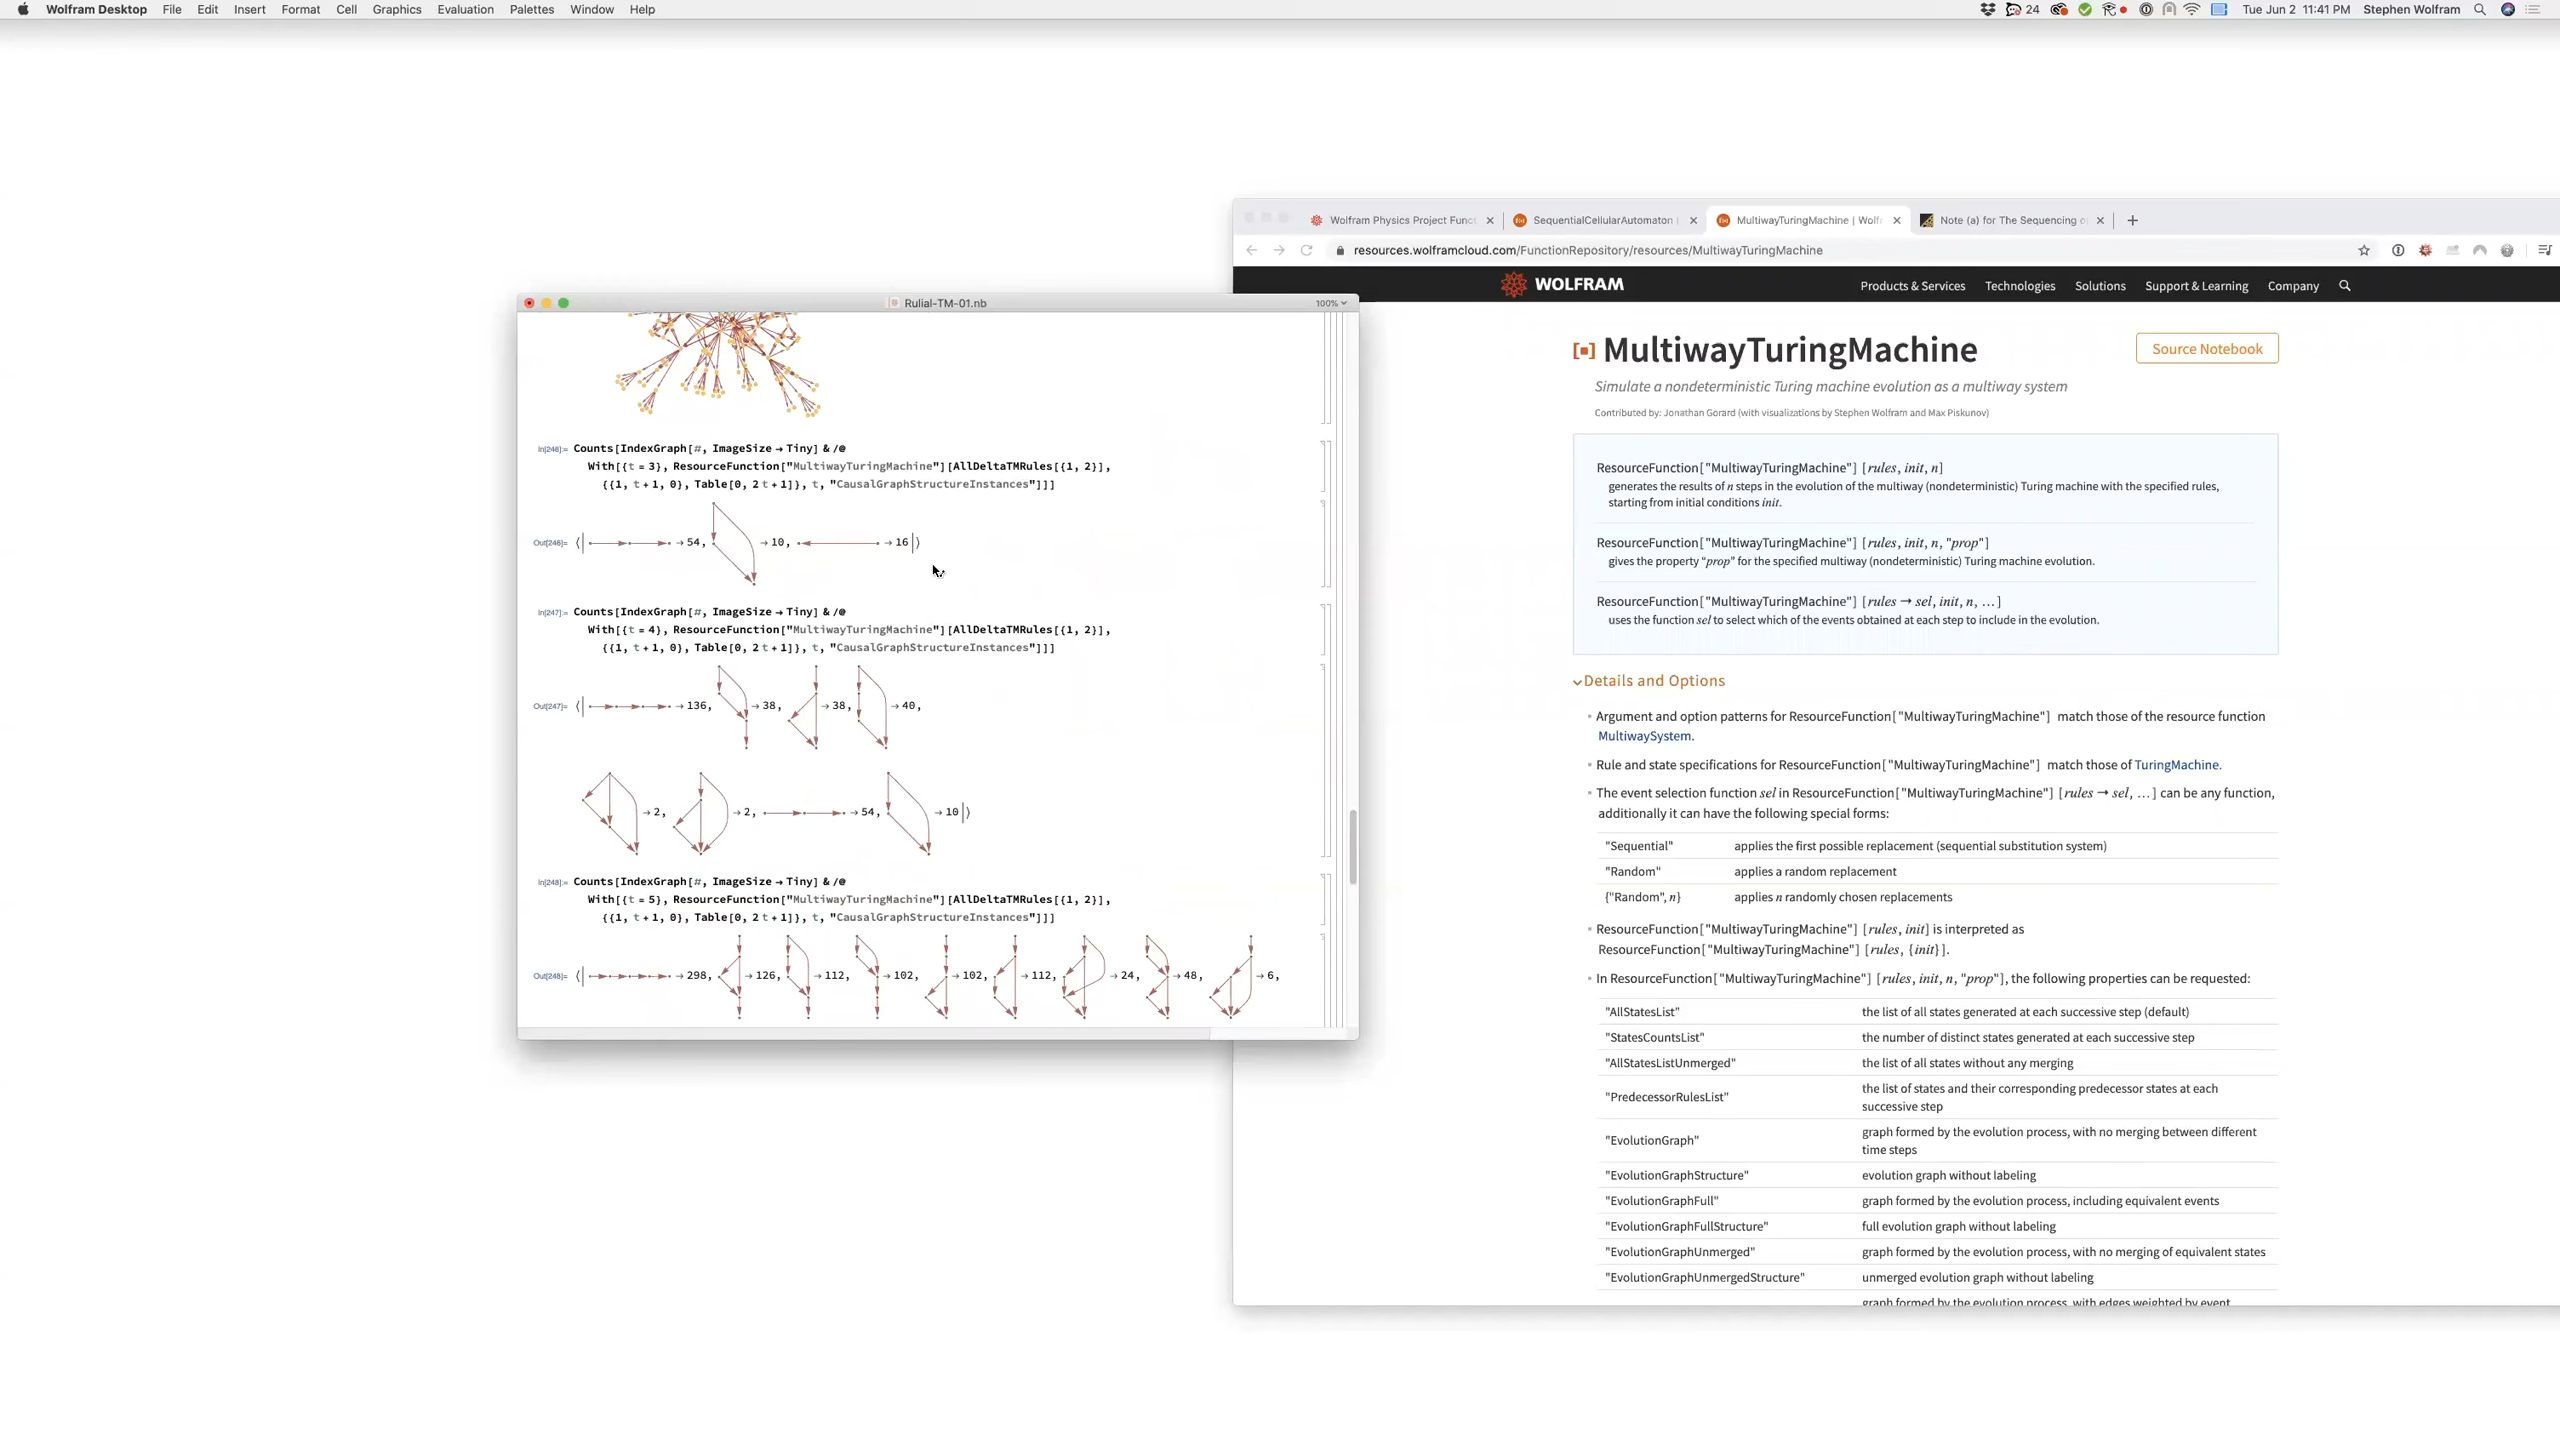 Wolfram Desktop File Edit Insert Format Cell Graphics Evaluation Palettes Window Help
24 Tue Jun 2 11:41 PM Stephen Wolfram
Rulial-TM-01.nb 100%
In[246]:= Counts[IndexGraph[#, ImageSize → Tiny] & /@
With[{t = 3}, ResourceFunction["MultiwayTuringMachine"][AllDeltaTMRules[{1, 2}],
{{1, t + 1, 0}, Table[0, 2 t + 1]}, t, "CausalGraphStructureInstances"]]]
Out[246]= ⟨| → 54, → 10, → 16 |⟩
In[247]:= Counts[IndexGraph[#, ImageSize → Tiny] & /@
With[{t = 4}, ResourceFunction["MultiwayTuringMachine"][AllDeltaTMRules[{1, 2}],
{{1, t + 1, 0}, Table[0, 2 t + 1]}, t, "CausalGraphStructureInstances"]]]
Out[247]= ⟨| → 136, → 38, → 38, → 40,
→ 2, → 2, → 54, → 10 |⟩
In[248]:= Counts[IndexGraph[#, ImageSize → Tiny] & /@
With[{t = 5}, ResourceFunction["MultiwayTuringMachine"][AllDeltaTMRules[{1, 2}],
{{1, t + 1, 0}, Table[0, 2 t + 1]}, t, "CausalGraphStructureInstances"]]]
Out[248]= ⟨| → 298, → 126, → 112, → 102, → 102, → 112, → 24, → 48, → 6,
Wolfram Physics Project Funct SequentialCellularAutomaton MultiwayTuringMachine | Wolf Note (a) for The Sequencing
resources.wolframcloud.com/FunctionRepository/resources/MultiwayTuringMachine
WOLFRAM Products & Services Technologies Solutions Support & Learning Company
MultiwayTuringMachine
Source Notebook
Simulate a nondeterministic Turing machine evolution as a multiway system
Contributed by: Jonathan Gorard (with visualizations by Stephen Wolfram and Max Piskunov)
ResourceFunction["MultiwayTuringMachine"][rules, init, n]
generates the results of n steps in the evolution of the multiway (nondeterministic) Turing machine with the specified rules,
starting from initial conditions init.
ResourceFunction["MultiwayTuringMachine"][rules, init, n, "prop"]
gives the property “prop” for the specified multiway (nondeterministic) Turing machine evolution.
ResourceFunction["MultiwayTuringMachine"][rules → sel, init, n, …]
uses the function sel to select which of the events obtained at each step to include in the evolution.
Details and Options
Argument and option patterns for ResourceFunction["MultiwayTuringMachine"] match those of the resource function
MultiwaySystem.
Rule and state specifications for ResourceFunction["MultiwayTuringMachine"] match those of TuringMachine.
The event selection function sel in ResourceFunction["MultiwayTuringMachine"][rules → sel, …] can be any function,
additionally it can have the following special forms:
"Sequential" applies the first possible replacement (sequential substitution system)
"Random" applies a random replacement
{"Random", n} applies n randomly chosen replacements
ResourceFunction["MultiwayTuringMachine"][rules, init] is interpreted as
ResourceFunction["MultiwayTuringMachine"][rules, {init}].
In ResourceFunction["MultiwayTuringMachine"][rules, init, n, "prop"], the following properties can be requested:
"AllStatesList" the list of all states generated at each successive step (default)
"StatesCountsList" the number of distinct states generated at each successive step
"AllStatesListUnmerged" the list of all states without any merging
"PredecessorRulesList" the list of states and their corresponding predecessor states at each
successive step
"EvolutionGraph" graph formed by the evolution process, with no merging between different
time steps
"EvolutionGraphStructure" evolution graph without labeling
"EvolutionGraphFull" graph formed by the evolution process, including equivalent events
"EvolutionGraphFullStructure" full evolution graph without labeling
"EvolutionGraphUnmerged" graph formed by the evolution process, with no merging of equivalent states
"EvolutionGraphUnmergedStructure" unmerged evolution graph without labeling
graph formed by the evolution process, with edges weighted by event